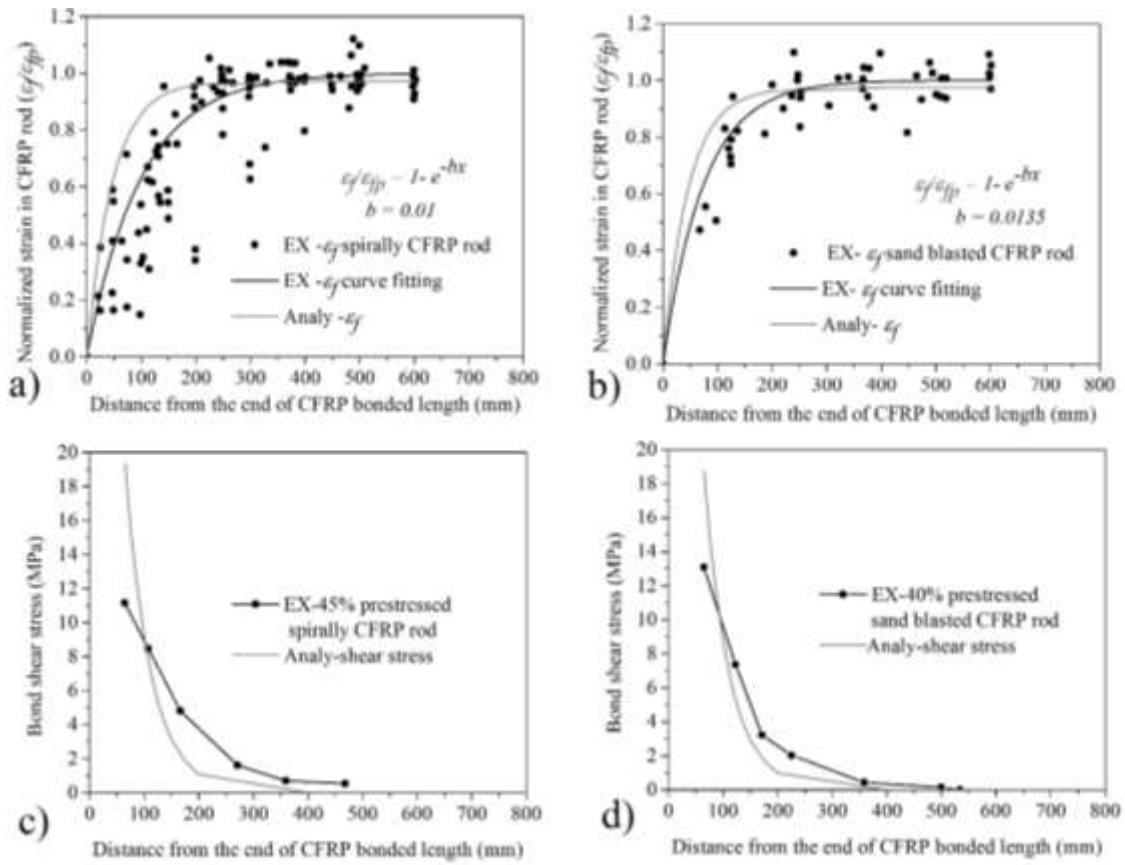 1.2
1.0
0.8
0.6
0.4
0.2
0.0
Normalized strain in CFRP rod (εf/εfp)
εf/εfp – 1- e^-bx
b = 0.01
EX -εf-spirally CFRP rod
EX -εf-curve fitting
Analy -εf
0 100 200 300 400 500 600 700 800
a)
Distance from the end of CFRP bonded length (mm)
1.2
1.0
0.8
0.6
0.4
0.2
0.0
Normalized strain in CFRP rod (εf/εfp)
εf/εfp – 1- e^-bx
b = 0.0135
EX- εf-sand blasted CFRP rod
EX- εf-curve fitting
Analy- εf
0 100 200 300 400 500 600 700 800
b)
Distance from the end of CFRP bonded length (mm)
20
18
16
14
12
10
8
6
4
2
0
Bond shear stress (MPa)
EX-45% prestressed
spirally CFRP rod
Analy-shear stress
0 100 200 300 400 500 600 700 800
c)
Distance from the end of CFRP bonded length (mm)
20
18
16
14
12
10
8
6
4
2
0
Bond shear stress (MPa)
EX-40% prestressed
sand blasted CFRP rod
Analy-shear stress
0 100 200 300 400 500 600 700 800
d)
Distance from the end of CFRP bonded length (mm)